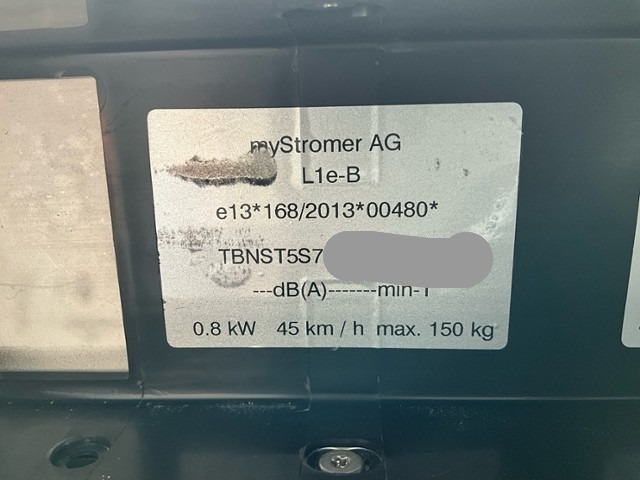 myStromer AG
L1e-B
e13*168/2013*00480*
TBNST5S7
---dB(A)-------min-1
0.8 kW 45 km / h max. 150 kg